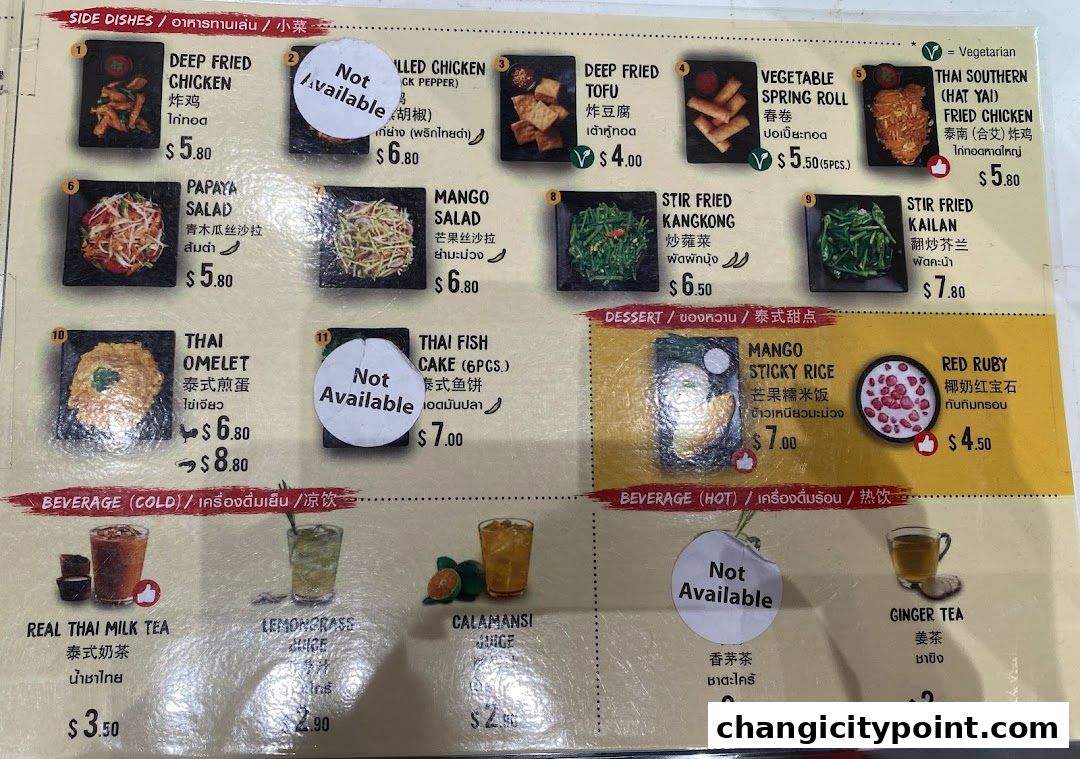 SIDE DISHES / อาหารทานเล่น / 小菜
* V = Vegetarian
1
DEEP FRIED
CHICKEN
炸鸡
ไก่ทอด
$ 5.80
2
Not
Available
LLED CHICKEN
CK PEPPER)
鸡
胡椒)
ก่ย่าง (พริกไทยดำ)
$ 6.80
3
DEEP FRIED
TOFU
炸豆腐
เต้าหู้ทอด
V $ 4.00
4
VEGETABLE
SPRING ROLL
春卷
ปอเปี๊ยะทอด
V $ 5.50 (5PCS.)
5
THAI SOUTHERN
(HAT YAI)
FRIED CHICKEN
泰南 (合艾) 炸鸡
ไก่ทอดหาดใหญ่
$ 5.80
6
PAPAYA
SALAD
青木瓜丝沙拉
ส้มตำ
$ 5.80
7
MANGO
SALAD
芒果丝沙拉
ยำมะม่วง
$ 6.80
8
STIR FRIED
KANGKONG
炒蕹菜
ผัดผักบุ้ง
$ 6.50
9
STIR FRIED
KAILAN
翻炒芥兰
ผัดคะน้า
$ 7.80
10
THAI
OMELET
泰式煎蛋
ไข่เจียว
$ 6.80
$ 8.80
11
Not
Available
THAI FISH
CAKE (6PCS.)
泰式鱼饼
อดมันปลา
$ 7.00
DESSERT / ของหวาน / 泰式甜点
MANGO
STICKY RICE
芒果糯米饭
ข้าวเหนียวมะม่วง
$ 7.00
RED RUBY
椰奶红宝石
ทับทิมกรอบ
$ 4.50
BEVERAGE (COLD) / เครื่องดื่มเย็น / 凉饮
REAL THAI MILK TEA
泰式奶茶
น้ำชาไทย
$ 3.50
LEMONGRASS
JUICE
$ 2.90
CALAMANSI
JUICE
$ 2.90
BEVERAGE (HOT) / เครื่องดื่มร้อน / 热饮
Not
Available
香茅茶
ชาตะไคร้
GINGER TEA
姜茶
ชาขิง
changicitypoint.com